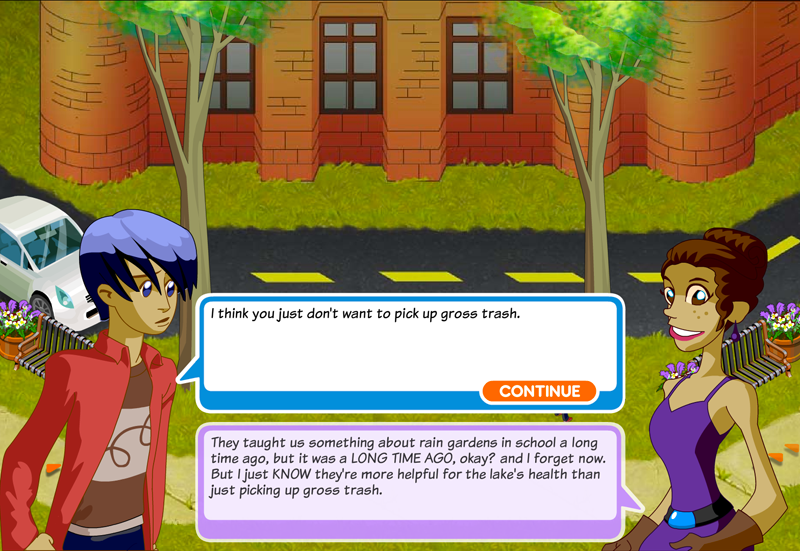 I think you just don't want to pick up gross trash.
CONTINUE
They taught us something about rain gardens in school a long
time ago, but it was a LONG TIME AGO, okay? and I forget now.
But I just KNOW they're more helpful for the lake's health than
just picking up gross trash.